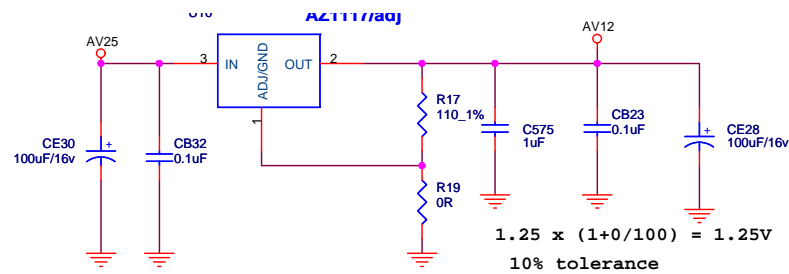 AZ1117/adj
AV25
AV12
3
IN
ADJ/GND
OUT
2
1
R17
110_1%
CE30
100uF/16v
CB32
0.1uF
C575
1uF
CB23
0.1uF
CE28
100uF/16v
R19
0R
1.25 x (1+0/100) = 1.25V
10% tolerance